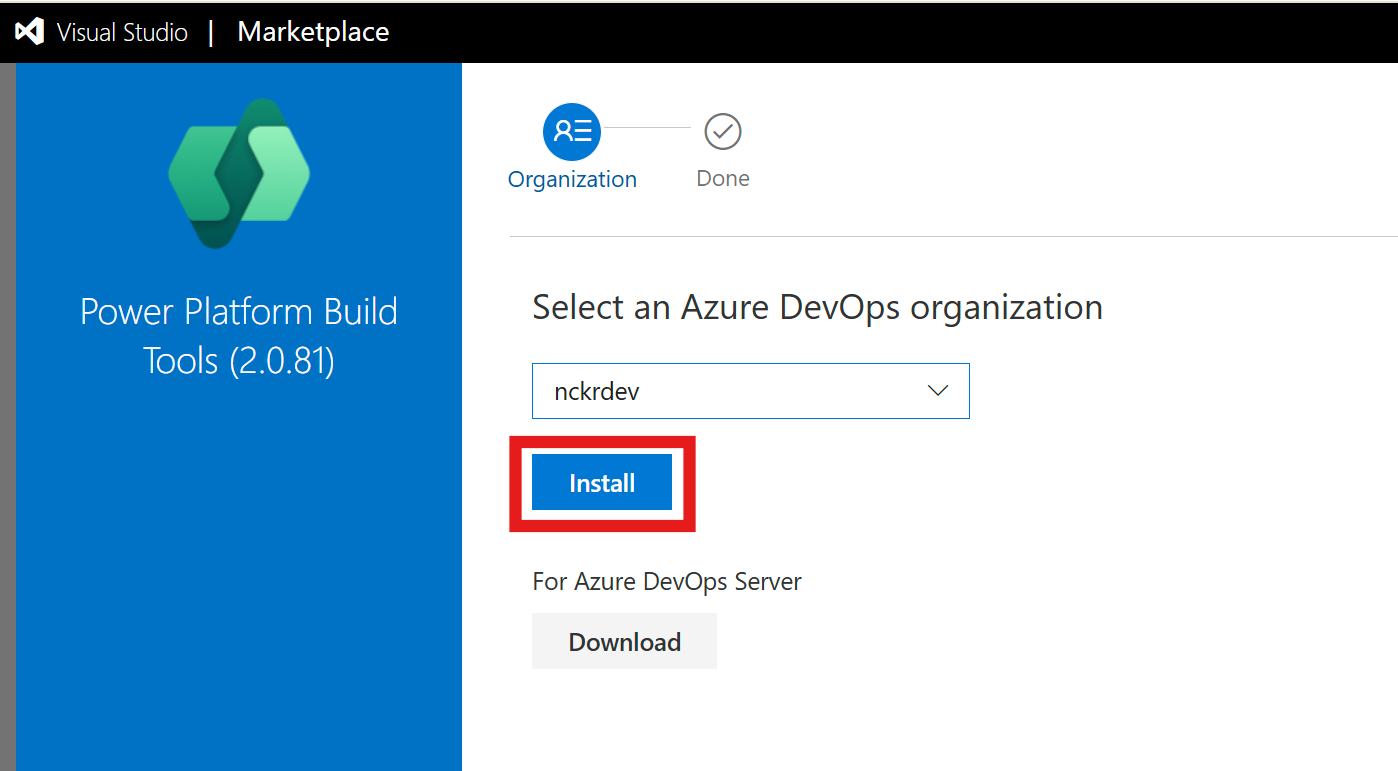 Visual Studio | Marketplace
Power Platform Build
Tools (2.0.81)
Organization
Done
Select an Azure DevOps organization
nckrdev
Install
For Azure DevOps Server
Download